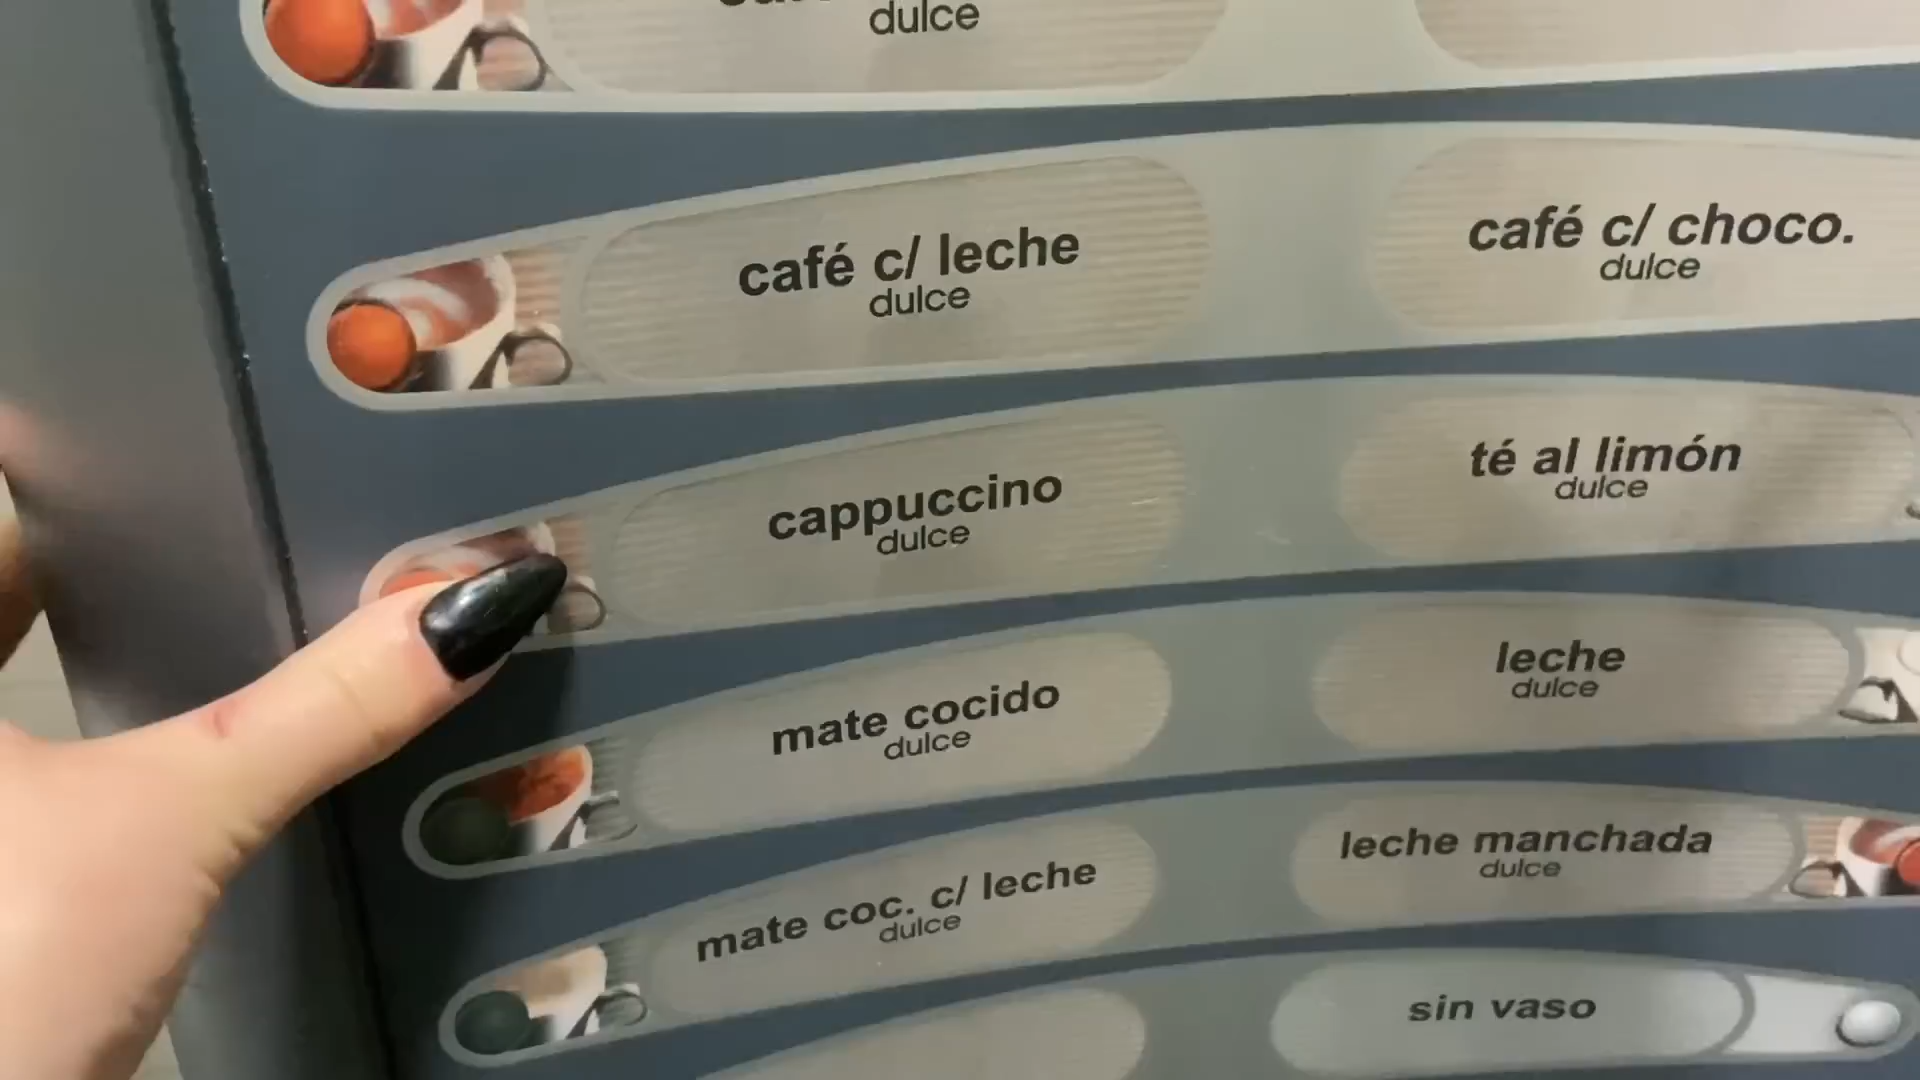 dulce
café c/ leche
dulce
café c/ choco.
dulce
cappuccino
dulce
té al limón
dulce
mate cocido
dulce
leche
dulce
mate coc. c/ leche
dulce
leche manchada
dulce
sin vaso